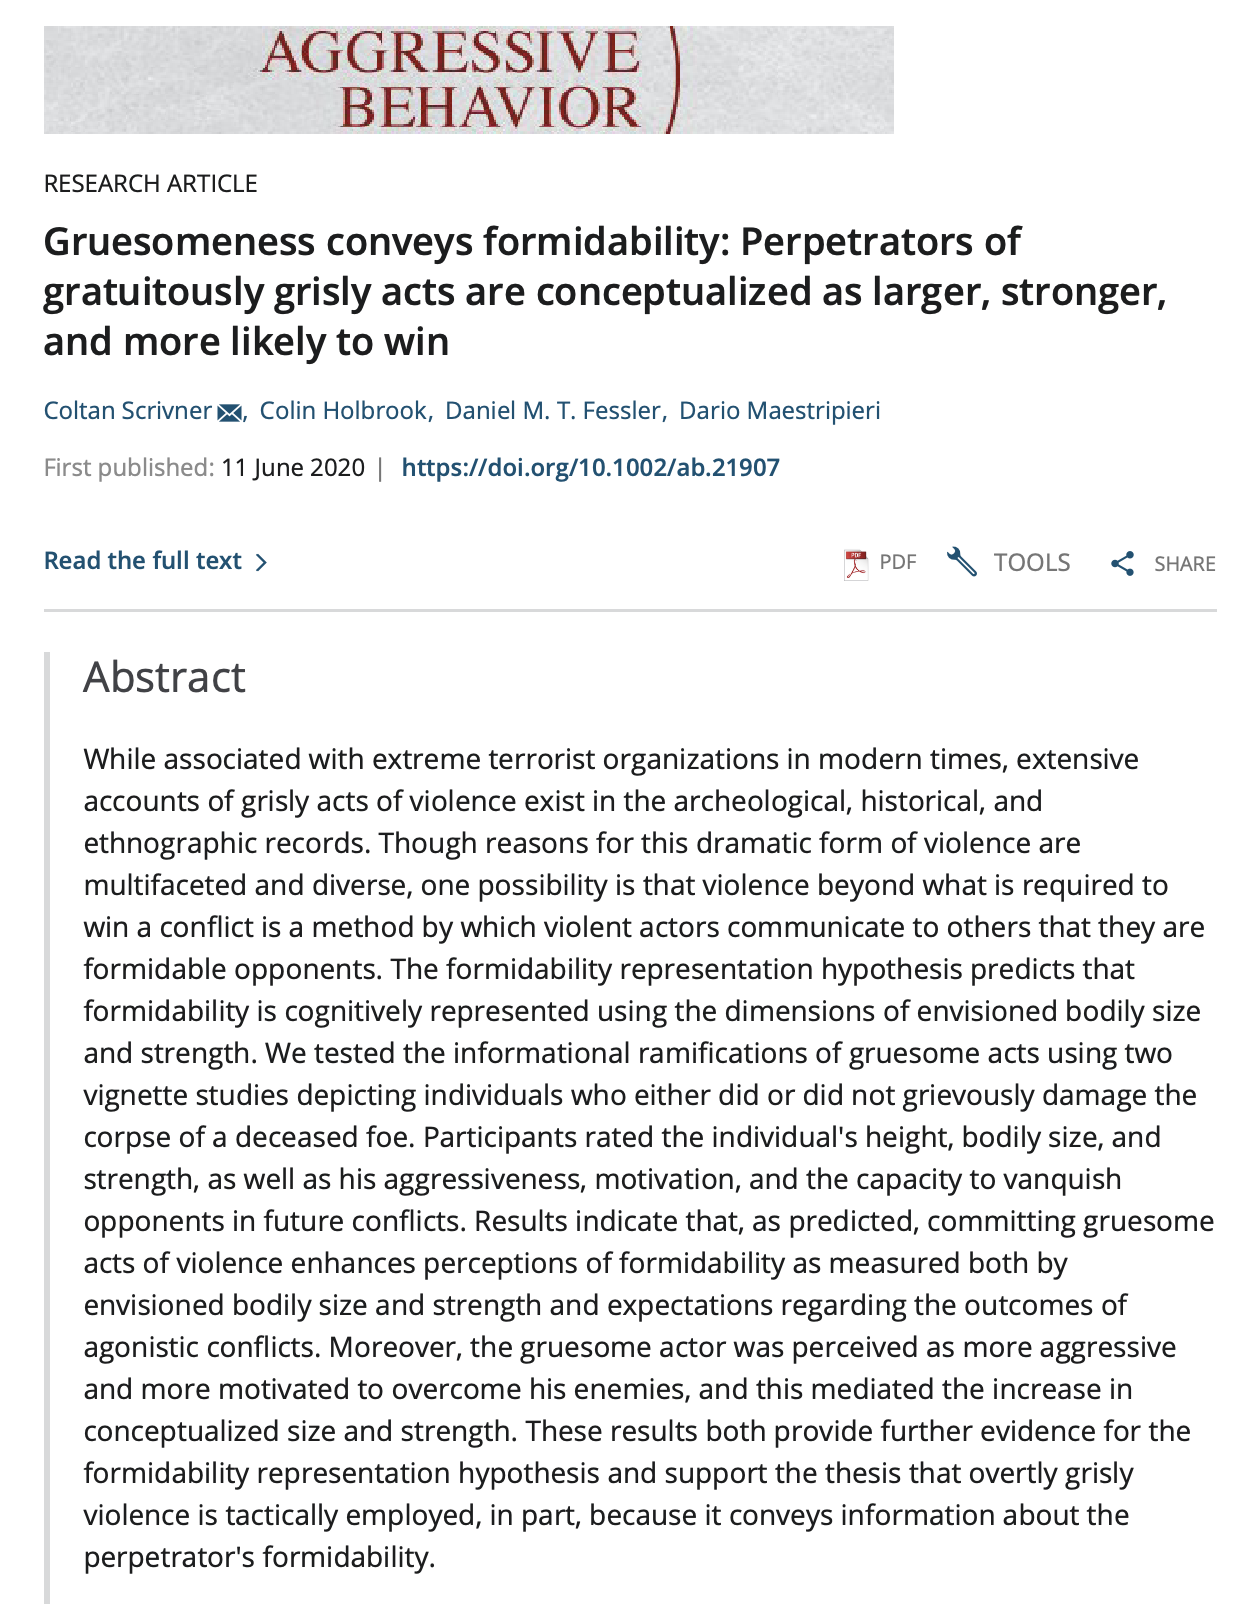 AGGRESSIVE
BEHAVIOR
RESEARCH ARTICLE
Gruesomeness conveys formidability: Perpetrators of
gratuitously grisly acts are conceptualized as larger, stronger,
and more likely to win
Coltan Scrivner, Colin Holbrook, Daniel M. T. Fessler, Dario Maestripieri
First published: 11 June 2020 | https://doi.org/10.1002/ab.21907
Read the full text > PDF PDF TOOLS SHARE
Abstract
While associated with extreme terrorist organizations in modern times, extensive
accounts of grisly acts of violence exist in the archeological, historical, and
ethnographic records. Though reasons for this dramatic form of violence are
multifaceted and diverse, one possibility is that violence beyond what is required to
win a conflict is a method by which violent actors communicate to others that they are
formidable opponents. The formidability representation hypothesis predicts that
formidability is cognitively represented using the dimensions of envisioned bodily size
and strength. We tested the informational ramifications of gruesome acts using two
vignette studies depicting individuals who either did or did not grievously damage the
corpse of a deceased foe. Participants rated the individual's height, bodily size, and
strength, as well as his aggressiveness, motivation, and the capacity to vanquish
opponents in future conflicts. Results indicate that, as predicted, committing gruesome
acts of violence enhances perceptions of formidability as measured both by
envisioned bodily size and strength and expectations regarding the outcomes of
agonistic conflicts. Moreover, the gruesome actor was perceived as more aggressive
and more motivated to overcome his enemies, and this mediated the increase in
conceptualized size and strength. These results both provide further evidence for the
formidability representation hypothesis and support the thesis that overtly grisly
violence is tactically employed, in part, because it conveys information about the
perpetrator's formidability.